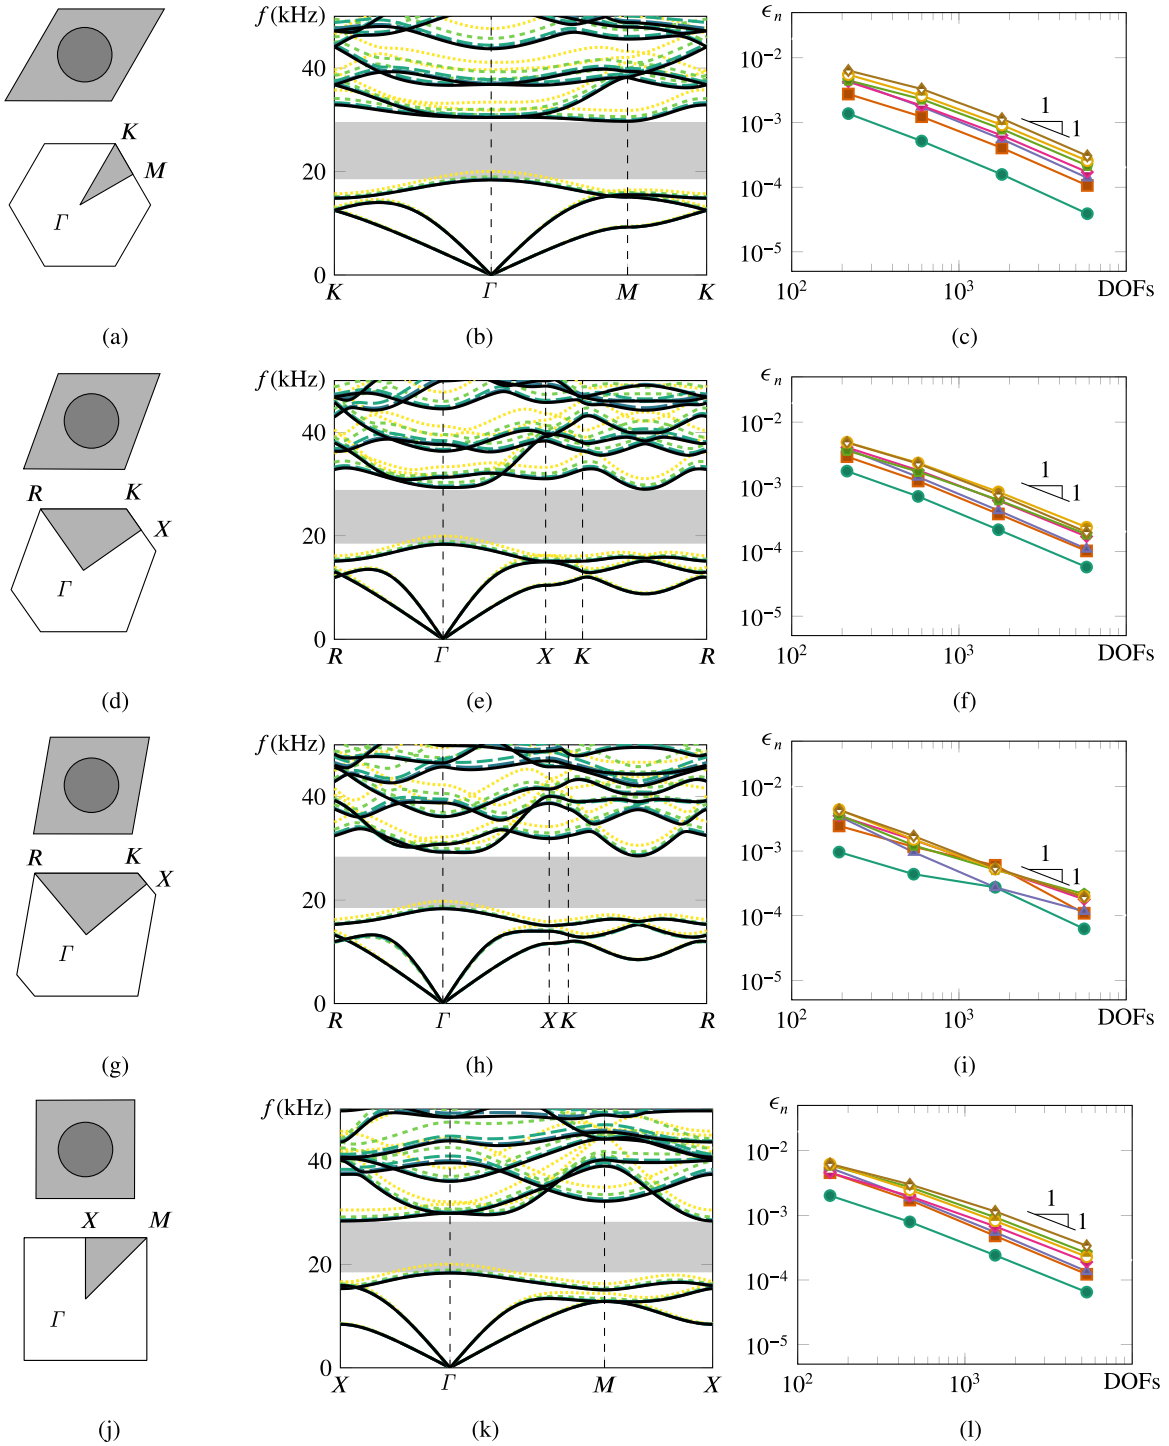 K
M
Γ
(a)
f (kHz)
40
20
0
K Γ M K
(b)
ϵn
10−2
10−3
10−4
10−5
102 103 DOFs
1
1
(c)
R K
X
Γ
(d)
f (kHz)
40
20
0
R Γ X K R
(e)
ϵn
10−2
10−3
10−4
10−5
102 103 DOFs
1
1
(f)
R K
X
Γ
(g)
f (kHz)
40
20
0
R Γ X K R
(h)
ϵn
10−2
10−3
10−4
10−5
102 103 DOFs
1
1
(i)
X M
Γ
(j)
f (kHz)
40
20
0
X Γ M X
(k)
ϵn
10−2
10−3
10−4
10−5
102 103 DOFs
1
1
(l)